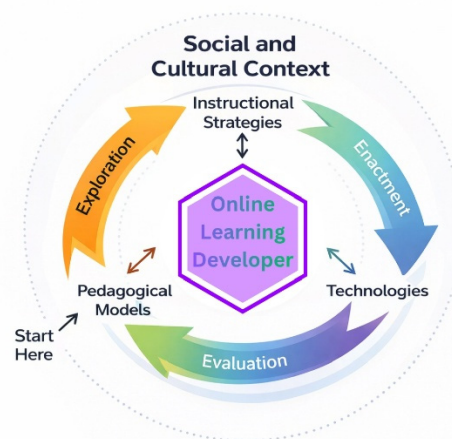 Social and
Cultural Context
Instructional
Strategies
Exploration
Enactment
Online
Learning
Developer
Pedagogical
Models
Technologies
Start
Here
Evaluation